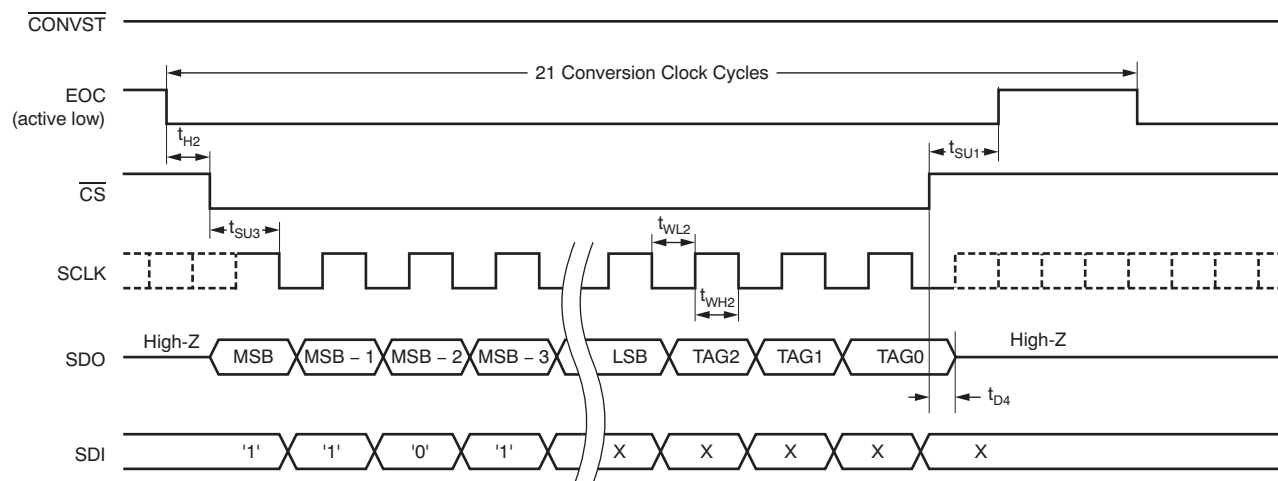 CONVST
21 Conversion Clock Cycles
EOC
(active low)
tH2
tSU1
CS
tSU3
tWL2
SCLK
tWH2
High-Z
High-Z
SDO
MSB
MSB – 1
MSB – 2
MSB – 3
LSB
TAG2
TAG1
TAG0
tD4
SDI
'1'
'1'
'0'
'1'
X
X
X
X
X